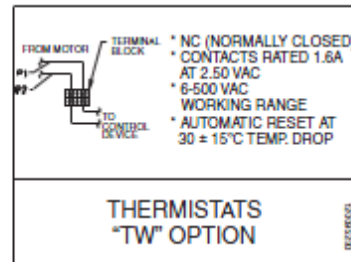 FROM MOTOR
P1
P2
TERMINAL
BLOCK
TO
CONTROL
DEVICE
* NC (NORMALLY CLOSED
* CONTACTS RATED 1.6A
AT 2.50 VAC
* 6-500 VAC
WORKING RANGE
* AUTOMATIC RESET AT
30 ± 15°C TEMP. DROP
THERMISTATS
"TW" OPTION